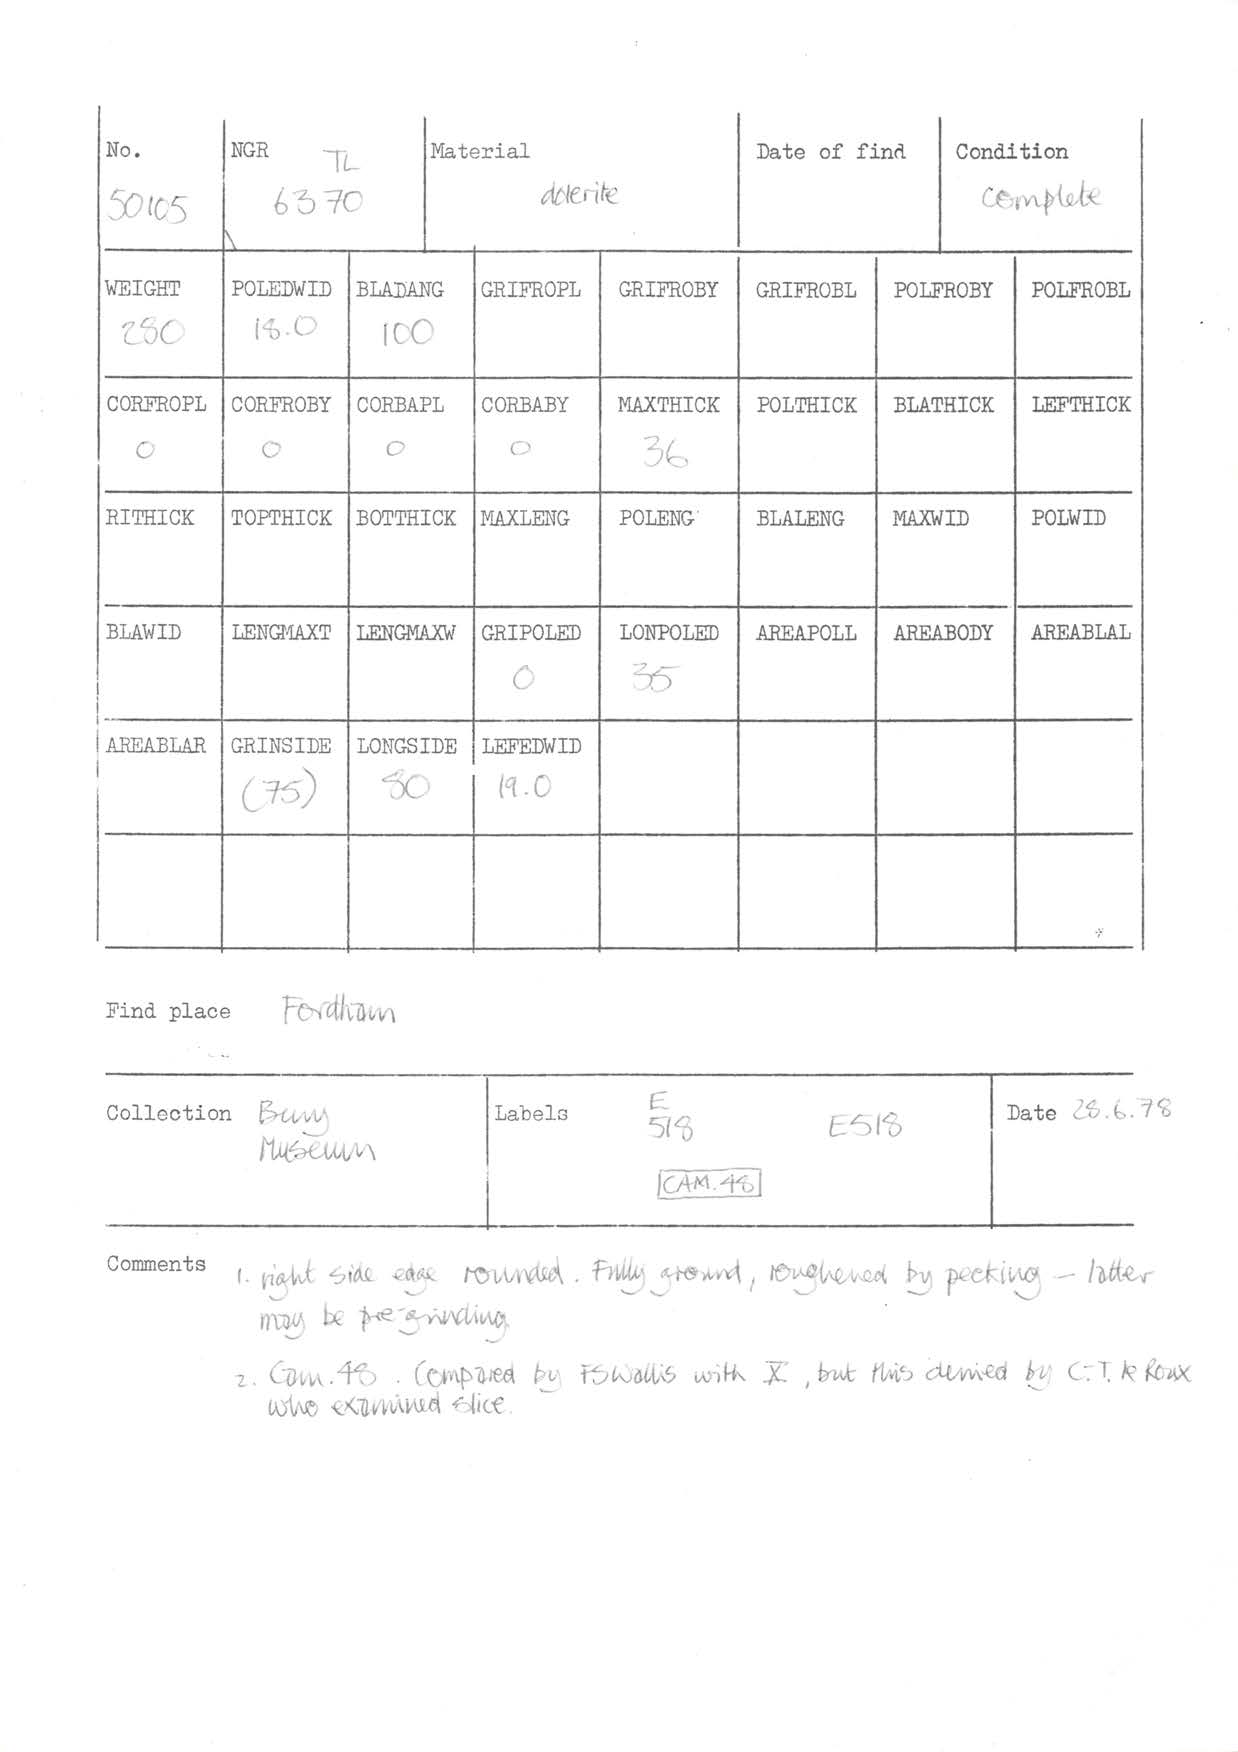 No. NGR TL Material Date of find Condition
50105 6370 dolerite complete
WEIGHT POLEDWID BLADANG GRIFROPL GRIFROBY GRIFROBL POLFROBY POLFROBL
280 18.0 100
CORFROPL CORFROBY CORBAPL CORBABY MAXTHICK POLTHICK BLATHICK LEFTHICK
0 0 0 0 36
RITHICK TOPTHICK BOTTHICK MAXLENG POLENG BLALENG MAXWID POLWID
BLAWID LENGMAXT LENGMAXW GRIPOLED LONPOLED AREAPOLL AREABODY AREABLAL
0 35
AREABLAR GRINSIDE LONGSIDE LEFEDWID
(75) 80 19.0
Find place Fordham
Collection Bury Museum
Labels E 518 E518
CAM.48
Date 28.6.78
Comments 1. right side edge rounded. Fully ground, roughened by pecking – latter
may be pre-grinding
2. Cam.48. Compared by FS Wallis with X, but this denied by C.T. le Roux
who examined slice.